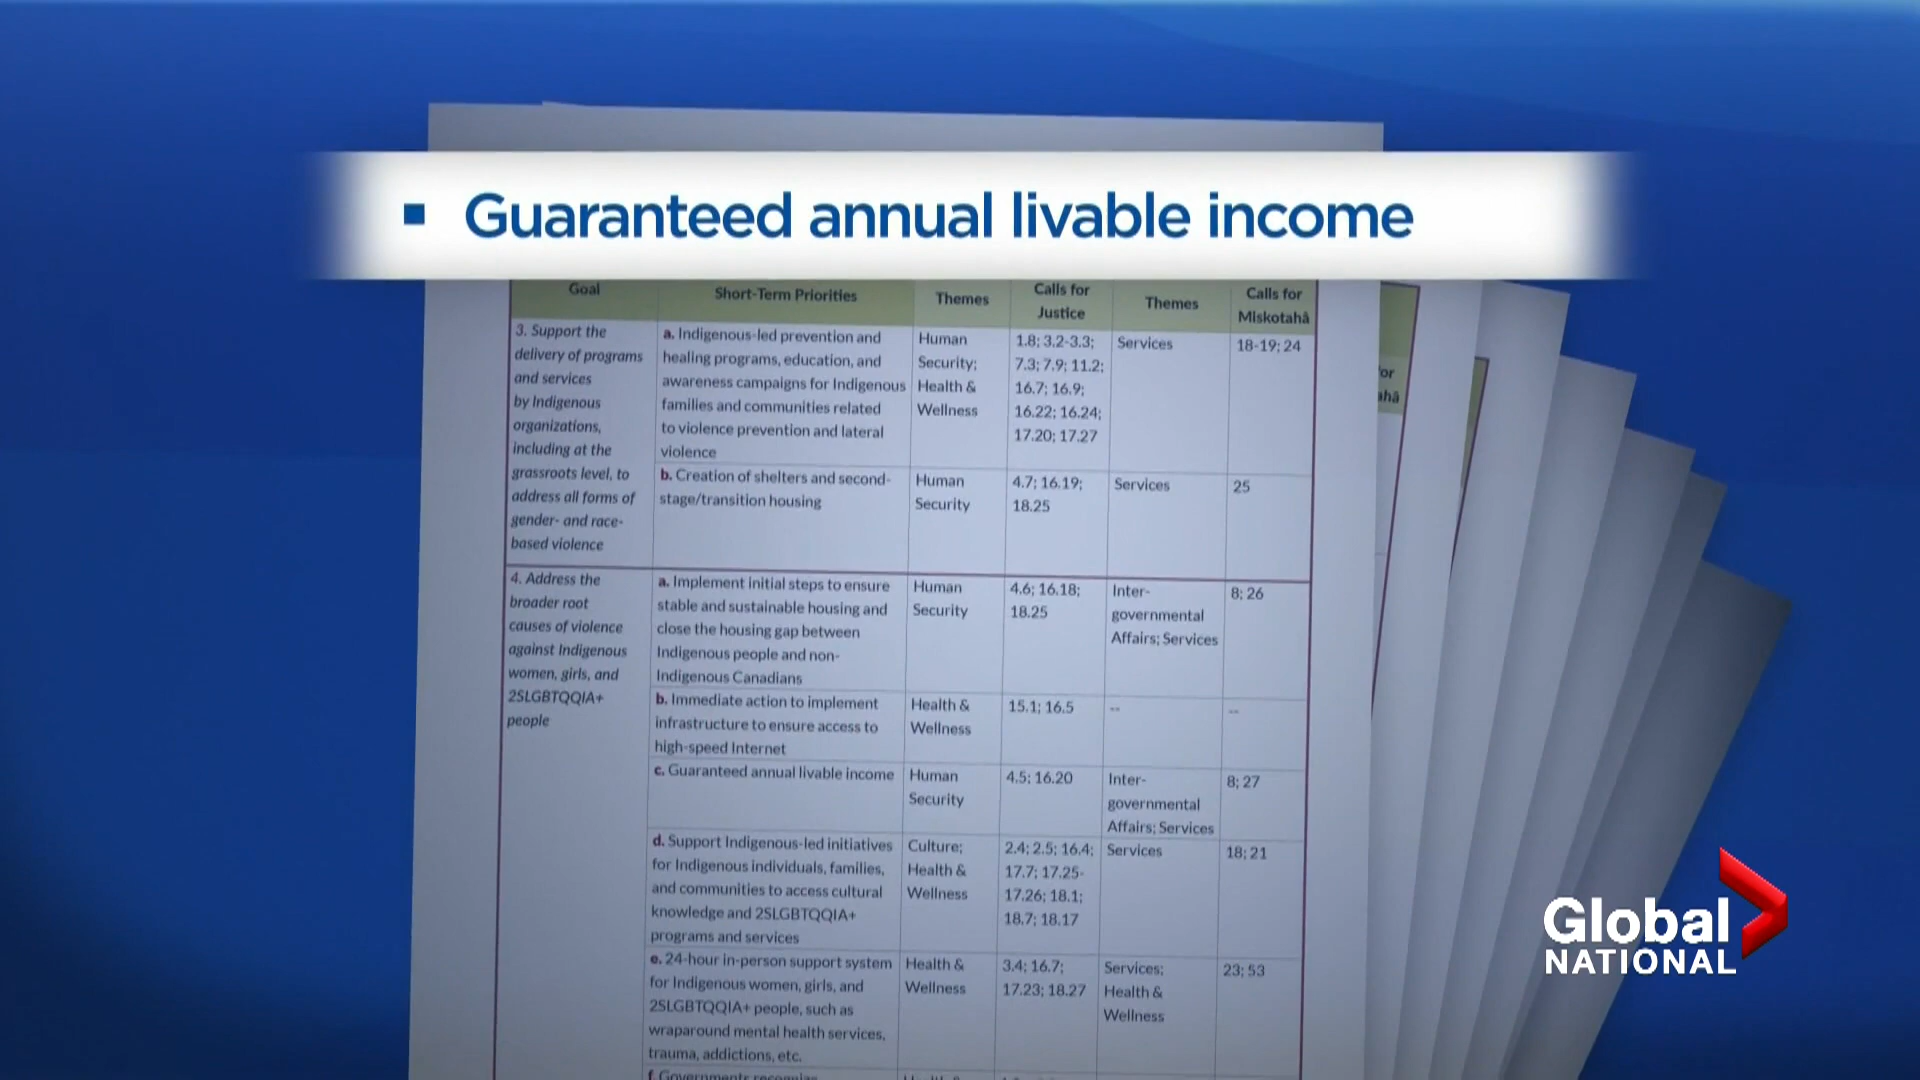 ▪ Guaranteed annual livable income
Goal
Short-Term Priorities
Themes
Calls for
Justice
Themes
Calls for
Miskotahâ
3. Support the
delivery of programs
and services
by Indigenous
organizations,
including at the
grassroots level, to
address all forms of
gender- and race-
based violence
a. Indigenous-led prevention and
healing programs, education, and
awareness campaigns for Indigenous
families and communities related
to violence prevention and lateral
violence
Human
Security;
Health &
Wellness
1.8; 3.2-3.3;
7.3; 7.9; 11.2;
16.7; 16.9;
16.22; 16.24;
17.20; 17.27
Services
18-19; 24
b. Creation of shelters and second-
stage/transition housing
Human
Security
4.7; 16.19;
18.25
Services
25
4. Address the
broader root
causes of violence
against Indigenous
women, girls, and
2SLGBTQQIA+
people
a. Implement initial steps to ensure
stable and sustainable housing and
close the housing gap between
Indigenous people and non-
Indigenous Canadians
Human
Security
4.6; 16.18;
18.25
Inter-
governmental
Affairs; Services
8; 26
b. Immediate action to implement
infrastructure to ensure access to
high-speed Internet
Health &
Wellness
15.1; 16.5
--
--
c. Guaranteed annual livable income
Human
Security
4.5; 16.20
Inter-
governmental
Affairs; Services
8; 27
d. Support Indigenous-led initiatives
for Indigenous individuals, families,
and communities to access cultural
knowledge and 2SLGBTQQIA+
programs and services
Culture;
Health &
Wellness
2.4; 2.5; 16.4;
17.7; 17.25-
17.26; 18.1;
18.7; 18.17
Services
18; 21
e. 24-hour in-person support system
for Indigenous women, girls, and
2SLGBTQQIA+ people, such as
wraparound mental health services,
trauma, addictions, etc.
Health &
Wellness
3.4; 16.7;
17.23; 18.27
Services;
Health &
Wellness
23; 53
f. Governments
or
ahâ
Global
NATIONAL